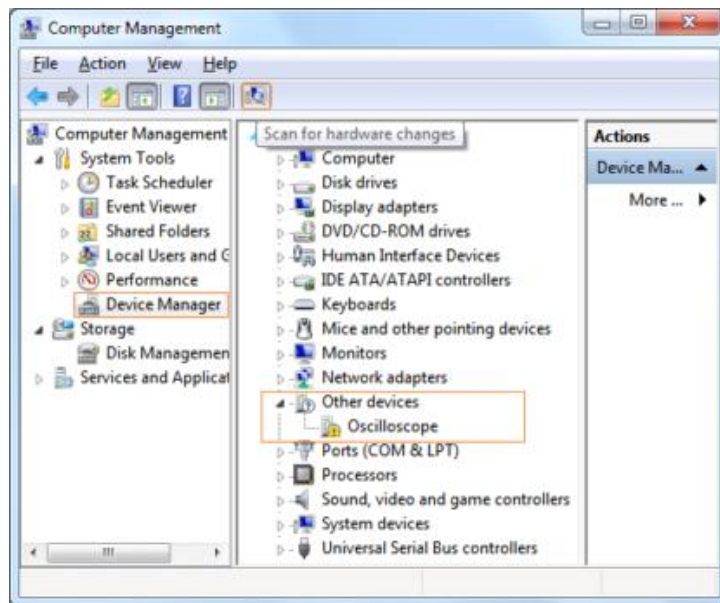 Computer Management
File Action View Help
Computer Management
System Tools
Task Scheduler
Event Viewer
Shared Folders
Local Users and G
Performance
Device Manager
Storage
Disk Managemen
Services and Applicat
Scan for hardware changes
Computer
Disk drives
Display adapters
DVD/CD-ROM drives
Human Interface Devices
IDE ATA/ATAPI controllers
Keyboards
Mice and other pointing devices
Monitors
Network adapters
Other devices
Oscilloscope
Ports (COM & LPT)
Processors
Sound, video and game controllers
System devices
Universal Serial Bus controllers
Actions
Device Ma...
More ...